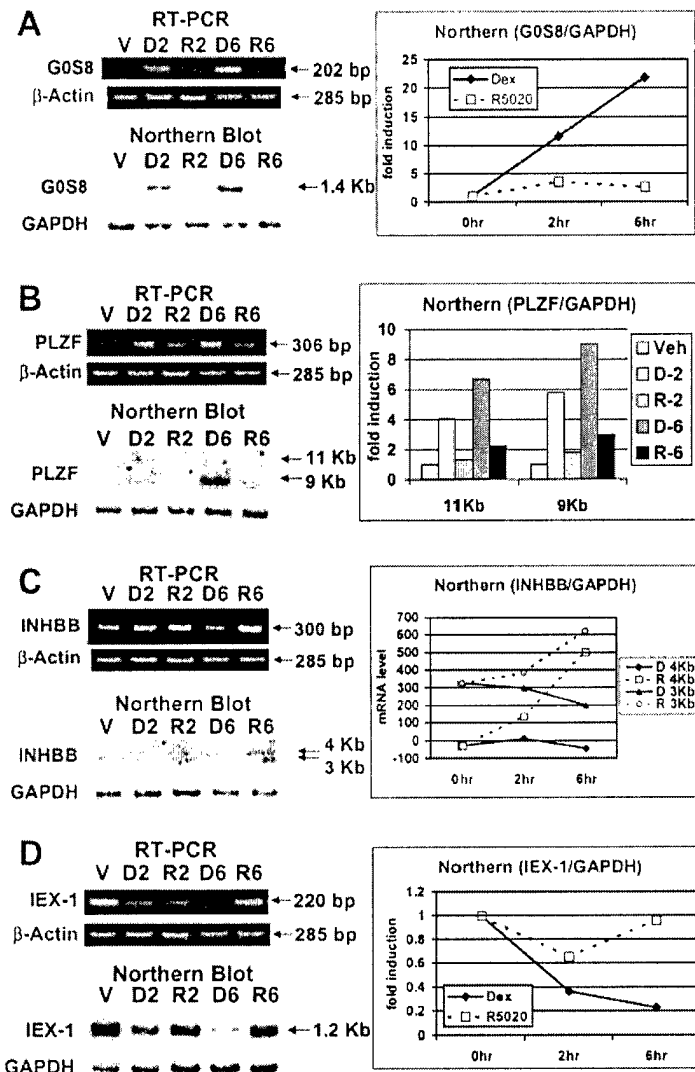 A
RT-PCR
V D2 R2 D6 R6
G0S8
202 bp
β-Actin
285 bp
Northern Blot
V D2 R2 D6 R6
G0S8
1.4 Kb
GAPDH
Northern (G0S8/GAPDH)
fold induction
25
20
15
10
5
0
Dex
R5020
0hr 2hr 6hr
B
RT-PCR
V D2 R2 D6 R6
PLZF
306 bp
β-Actin
285 bp
Northern Blot
V D2 R2 D6 R6
11 Kb
PLZF
9 Kb
GAPDH
Northern (PLZF/GAPDH)
fold induction
10
8
6
4
2
0
11Kb 9Kb
Veh
D-2
R-2
D-6
R-6
C
RT-PCR
V D2 R2 D6 R6
INHBB
300 bp
β-Actin
285 bp
Northern Blot
V D2 R2 D6 R6
INHBB
4 Kb
3 Kb
GAPDH
Northern (INHBB/GAPDH)
mRNA level
700
600
500
400
300
200
100
0
-100
0hr 2hr 6hr
D 4Kb
R 4Kb
D 3Kb
R 3Kb
D
RT-PCR
V D2 R2 D6 R6
IEX-1
220 bp
β-Actin
285 bp
Northern Blot
V D2 R2 D6 R6
IEX-1
1.2 Kb
GAPDH
Northern (IEX-1/GAPDH)
fold induction
1.2
1
0.8
0.6
0.4
0.2
0
Dex
R5020
0hr 2hr 6hr